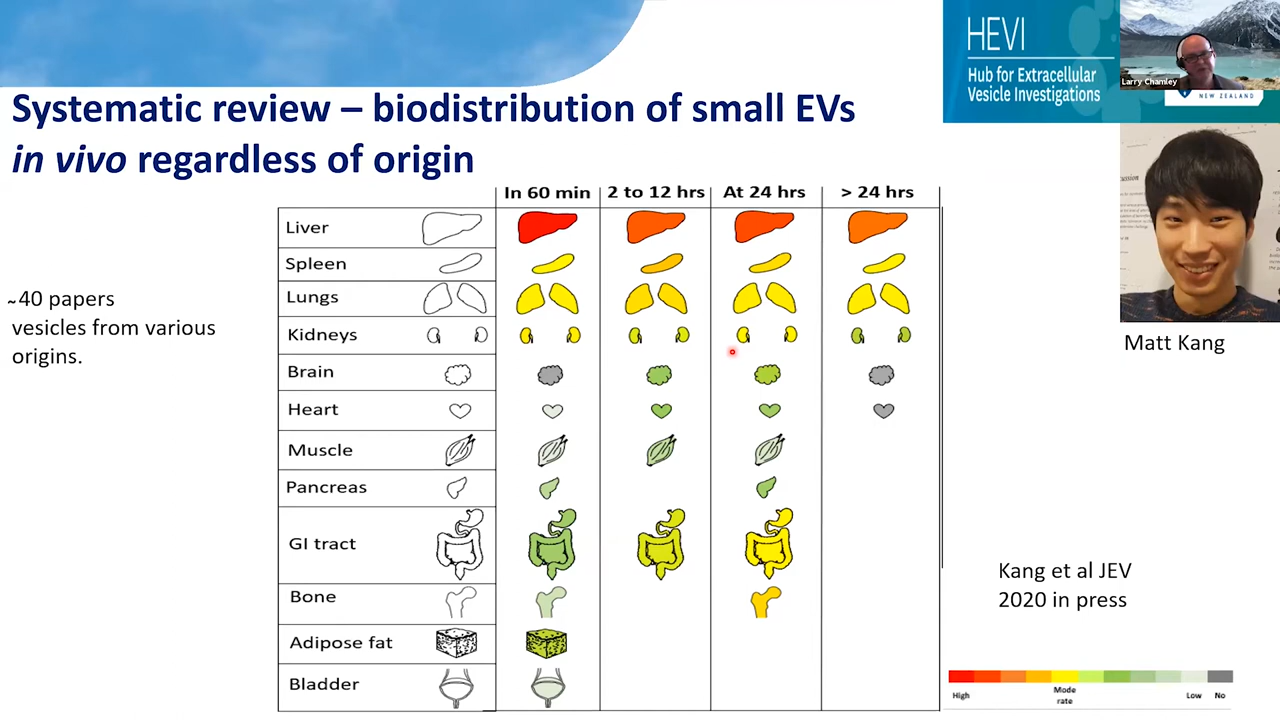 HEVI
Hub for Extracellular
Vesicle Investigations
Larry Chamley
NEW ZEALAND
Systematic review – biodistribution of small EVs
in vivo regardless of origin
In 60 min 2 to 12 hrs At 24 hrs > 24 hrs
Liver
Spleen
Lungs
Kidneys
Brain
Heart
Muscle
Pancreas
GI tract
Bone
Adipose fat
Bladder
~40 papers
vesicles from various
origins.
Matt Kang
Kang et al JEV
2020 in press
High Mode Low No
rate